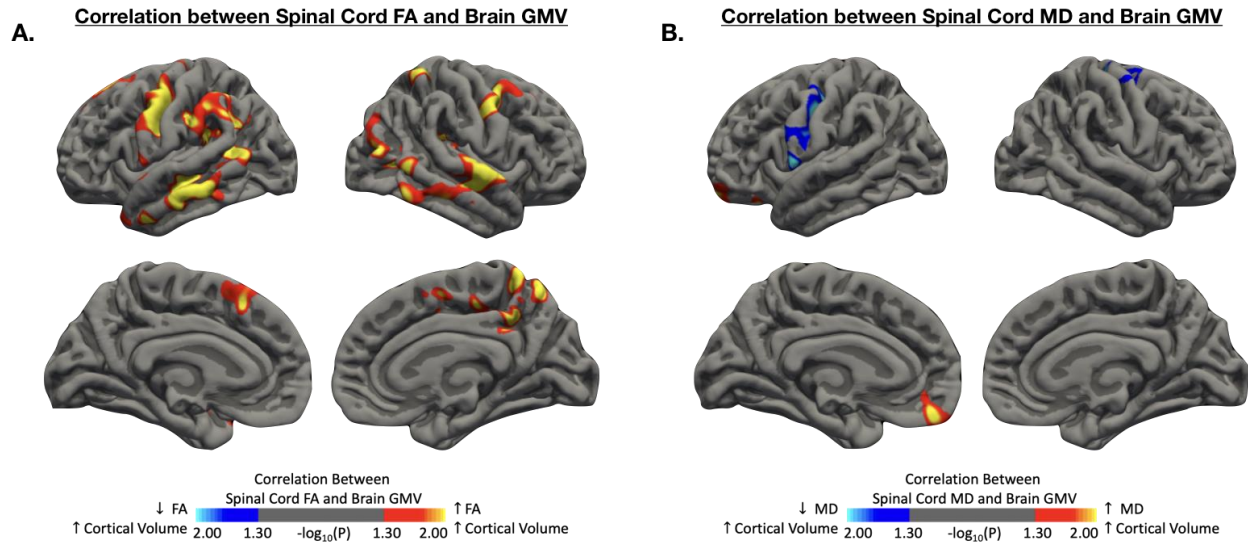 Correlation between Spinal Cord FA and Brain GMV
A.
Correlation Between
Spinal Cord FA and Brain GMV
↓ FA
↑ Cortical Volume
2.00 1.30 -log10(P) 1.30 2.00
↑ FA
↑ Cortical Volume
Correlation between Spinal Cord MD and Brain GMV
B.
Correlation Between
Spinal Cord MD and Brain GMV
↓ MD
↑ Cortical Volume
2.00 1.30 -log10(P) 1.30 2.00
↑ MD
↑ Cortical Volume